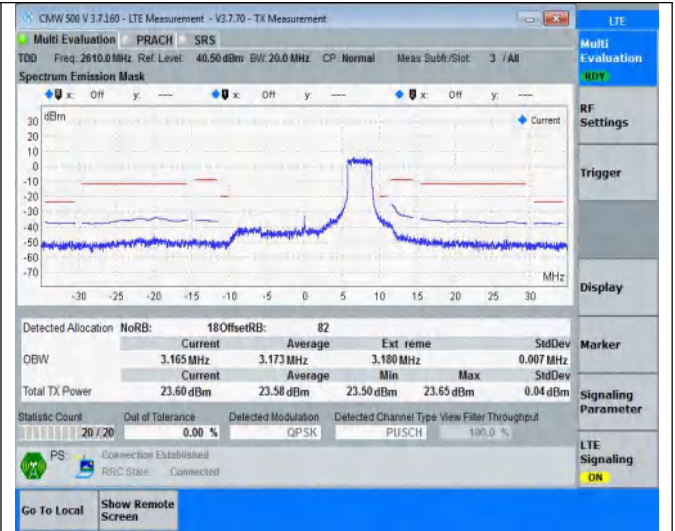 CMW 500 V 3.7.160 - LTE Measurement - V3.7.70 - TX Measurement
LTE
Multi Evaluation PRACH SRS
TDD Freq.: 2610.0 MHz Ref. Level: 40.50 dBm BW: 20.0 MHz CP: Normal Meas Subfr./Slot: 3 / All
Spectrum Emission Mask
x: Off y: --- x: Off y: --- x: Off y: ---
dBm
Current
30
20
10
0
-10
-20
-30
-40
-50
-60
-70
MHz
-30 -25 -20 -15 -10 -5 0 5 10 15 20 25 30
Detected Allocation NoRB: 18 OffsetRB: 82
Current Average Ext reme StdDev
OBW 3.165 MHz 3.173 MHz 3.180 MHz 0.007 MHz
Current Average Min Max StdDev
Total TX Power 23.60 dBm 23.58 dBm 23.50 dBm 23.65 dBm 0.04 dBm
Statistic Count Out of Tolerance Detected Modulation Detected Channel Type View Filter Throughput
20 / 20 0.00 % QPSK PUSCH 100.0 %
PS: Connection Established
RRC State: Connected
Multi
Evaluation
RDY
RF
Settings
Trigger
Display
Marker
Signaling
Parameter
LTE
Signaling
ON
Go To Local
Show Remote
Screen